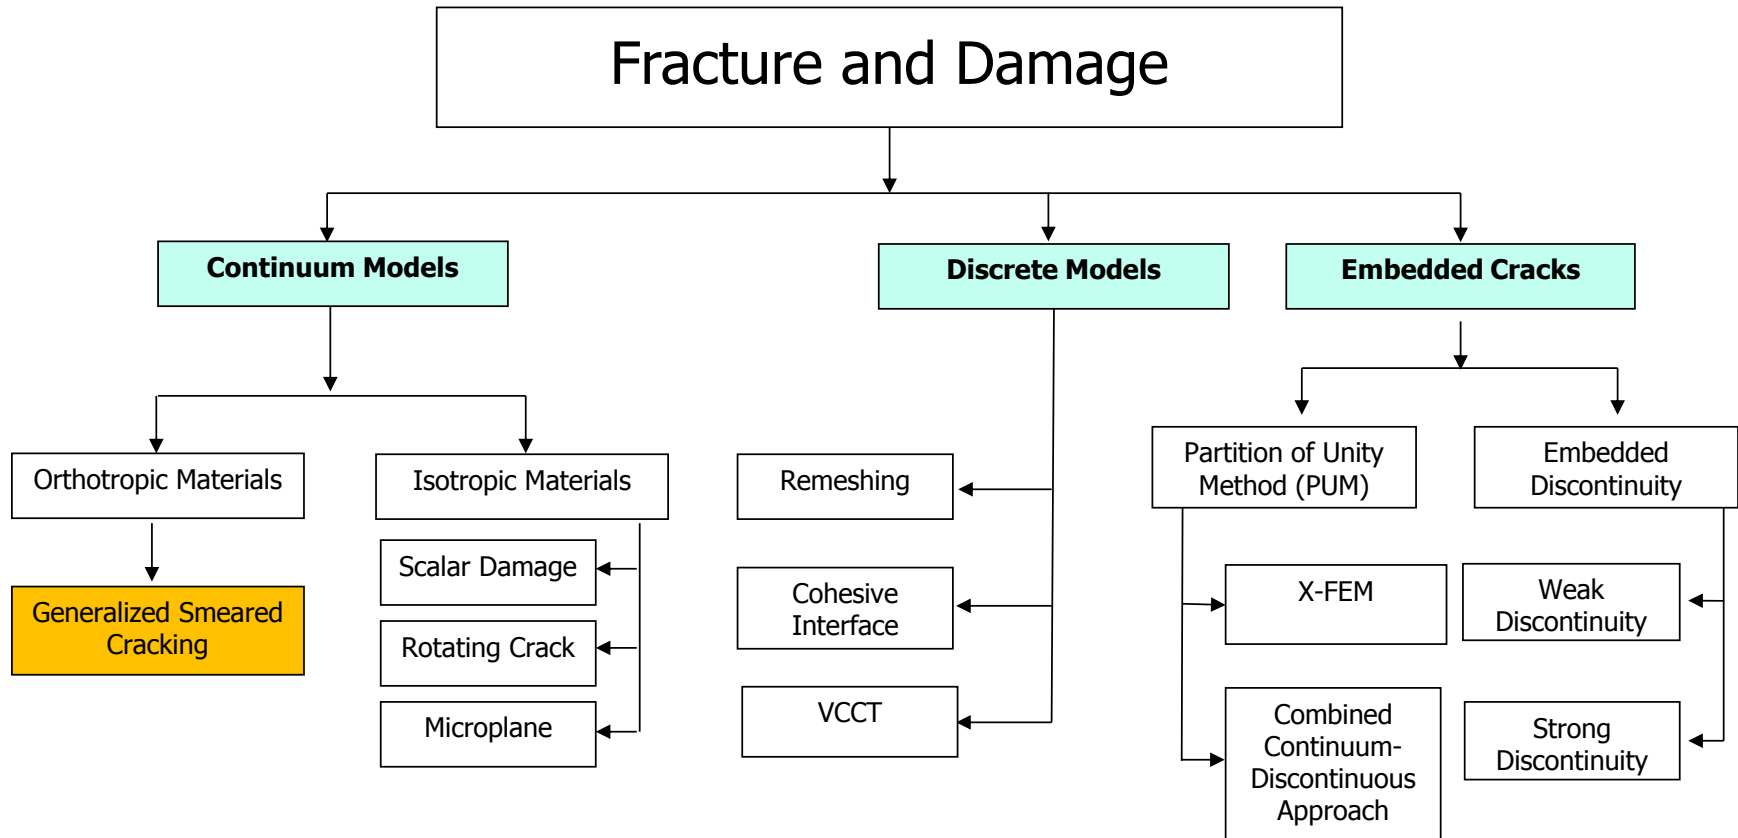 Fracture and Damage
Continuum Models
Discrete Models
Embedded Cracks
Orthotropic Materials
Generalized Smeared
Cracking
Isotropic Materials
Scalar Damage
Rotating Crack
Microplane
Remeshing
Cohesive
Interface
VCCT
Partition of Unity
Method (PUM)
X-FEM
Combined
Continuum-
Discontinuous
Approach
Embedded
Discontinuity
Weak
Discontinuity
Strong
Discontinuity